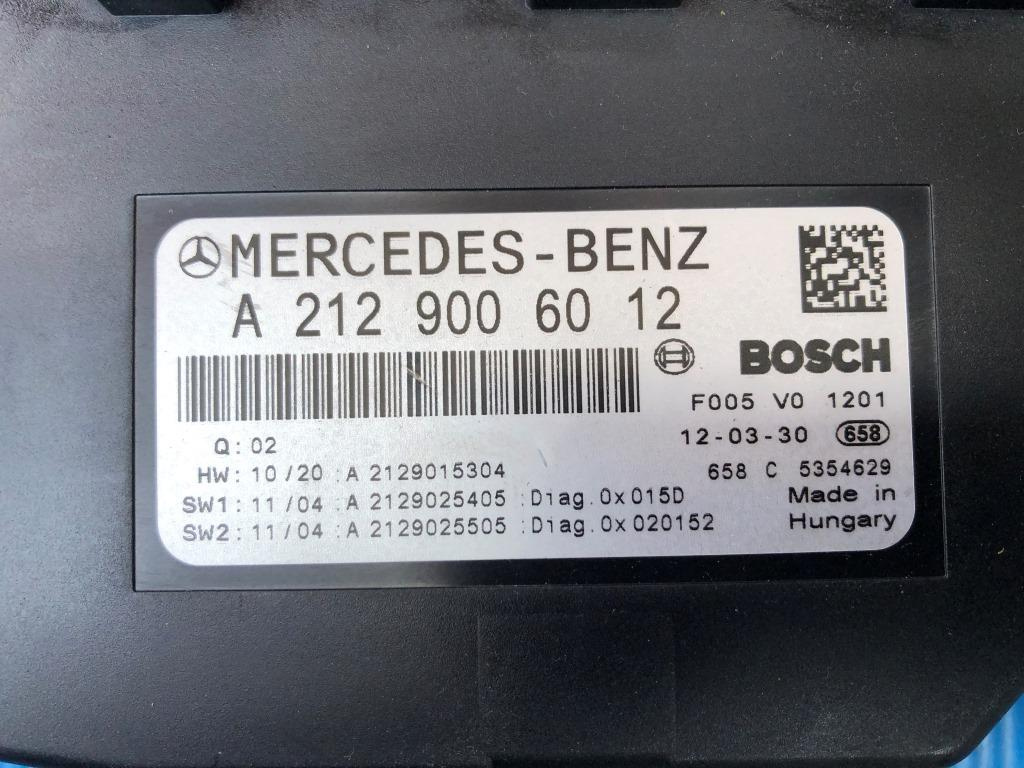 MERCEDES-BENZ
A 212 900 60 12
BOSCH
F005 V0 1201
Q: 02
12-03-30 658
HW: 10/20 :A 2129015304
658 C 5354629
SW1: 11/04 :A 2129025405 :Diag.0x015D
Made in
SW2: 11/04 :A 2129025505 :Diag.0x020152
Hungary